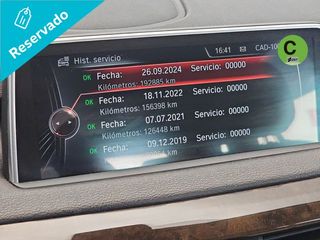 Reservado
Hist. servicio
16:41
CAD-100
C
OK Fecha: 26.09.2024 Servicio: 00000
Kilómetros: 192885 km
OK Fecha: 18.11.2022 Servicio: 00000
Kilómetros: 156398 km
OK Fecha: 07.07.2021 Servicio: 00000
Kilómetros: 126448 km
OK Fecha: 09.12.2019 Servicio: 00000
km